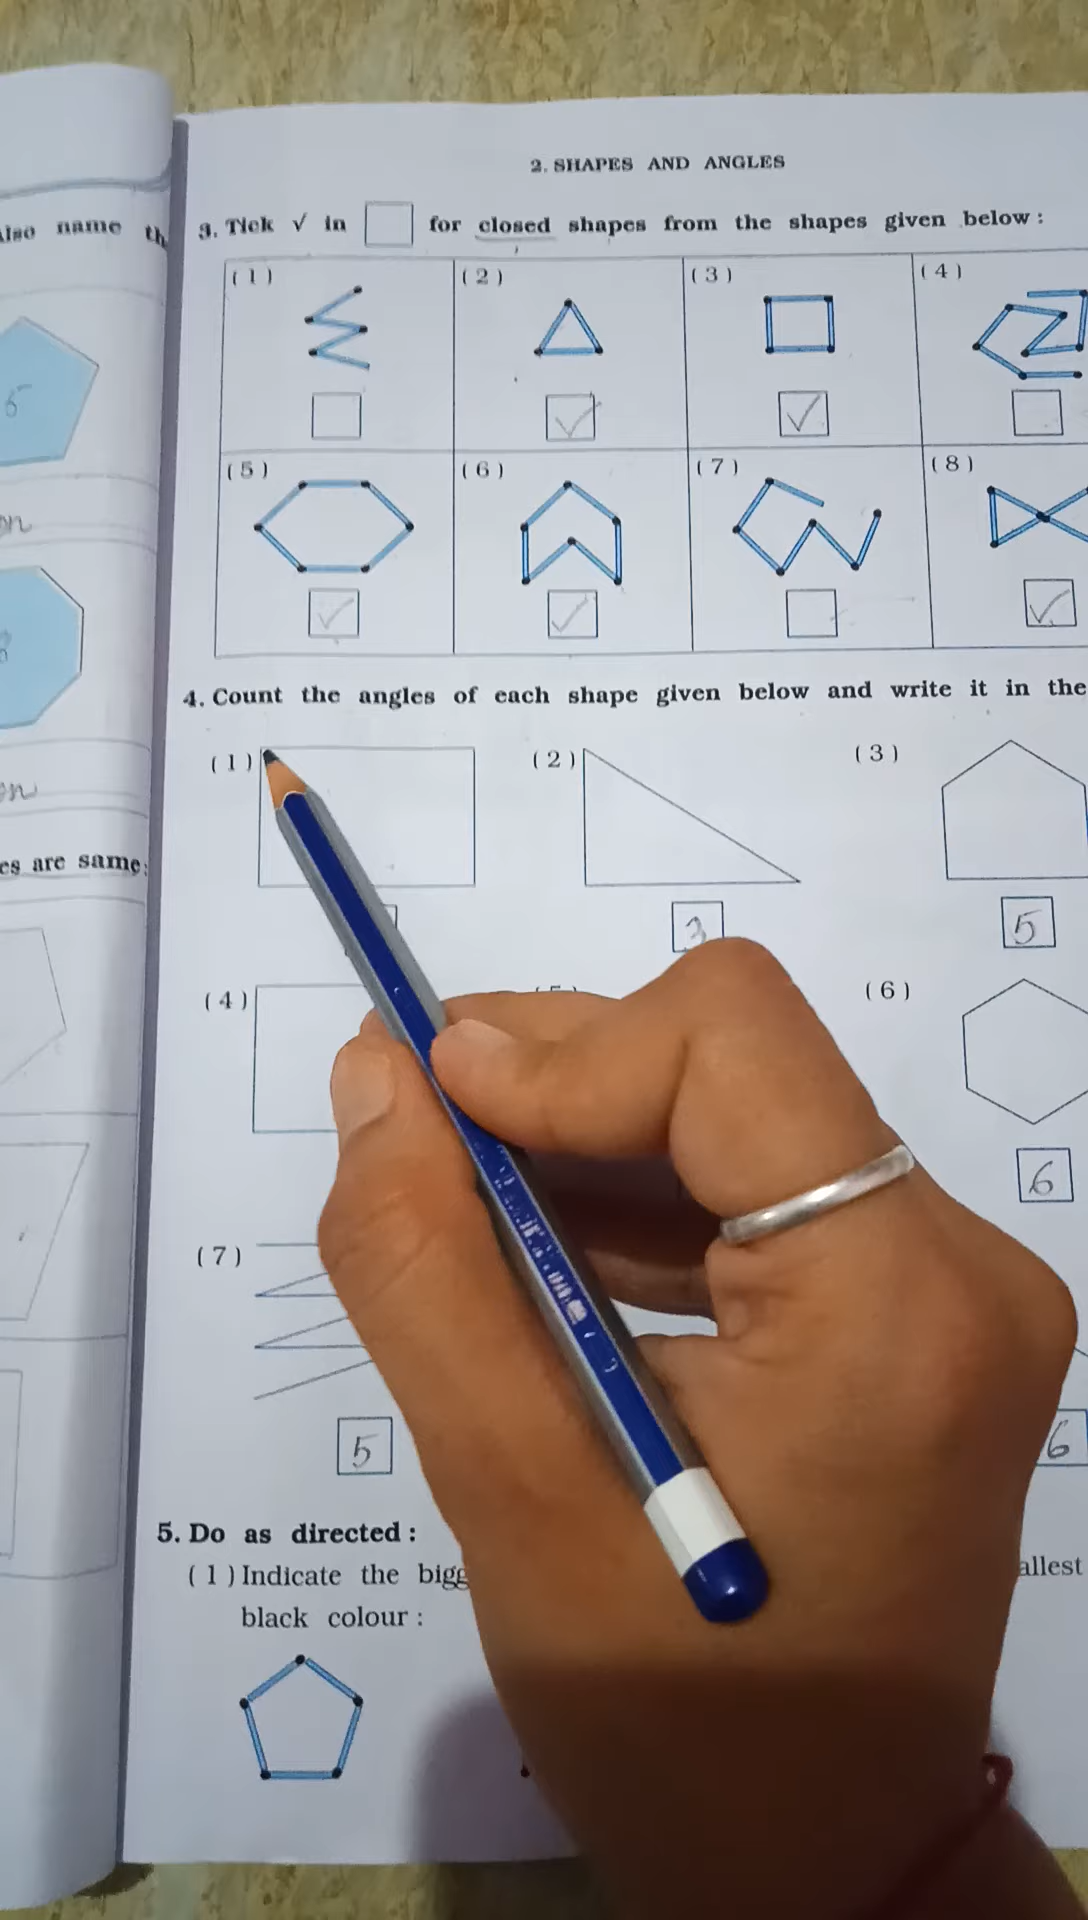 2. SHAPES AND ANGLES
3. Tick √ in for closed shapes from the shapes given below :
( 1 ) ( 2 ) ( 3 ) ( 4 )
( 5 ) ( 6 ) ( 7 ) ( 8 )
4. Count the angles of each shape given below and write it in the
( 1 ) ( 2 ) ( 3 )
3 5
( 4 ) ( 6 )
6
( 7 )
5 6
5. Do as directed :
( 1 ) Indicate the
black colour :
name
es are same: